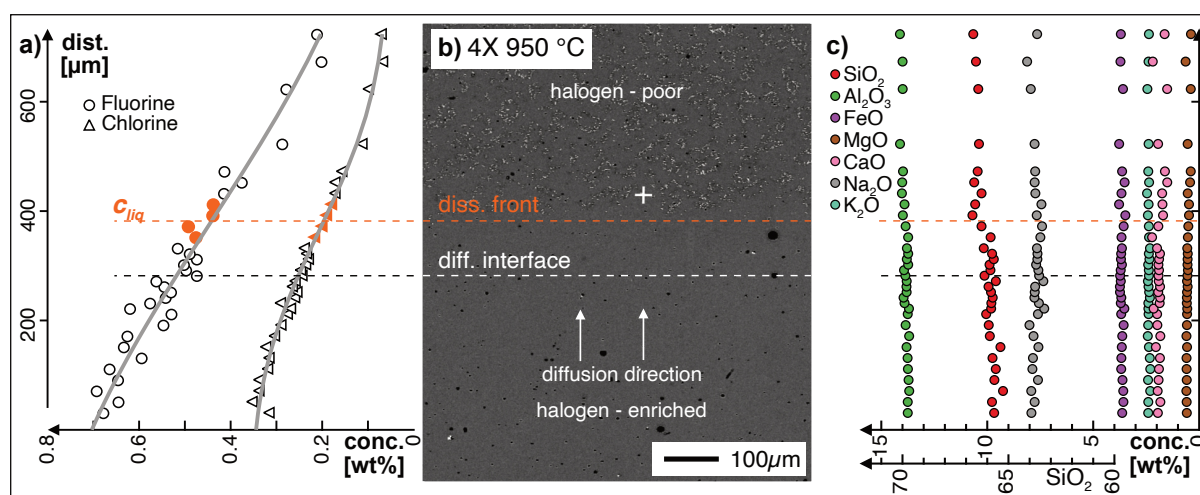 a) dist.
[µm]
Fluorine
Chlorine
600
400
200
c_liq
0.8
0.6
0.4
0.2
0
conc.
[wt%]
b) 4X 950 °C
halogen - poor
diss. front
diff. interface
diffusion direction
halogen - enriched
100µm
c)
SiO₂
Al₂O₃
FeO
MgO
CaO
Na₂O
K₂O
15
10
5
conc.
0
[wt%]
70
65
SiO₂
60